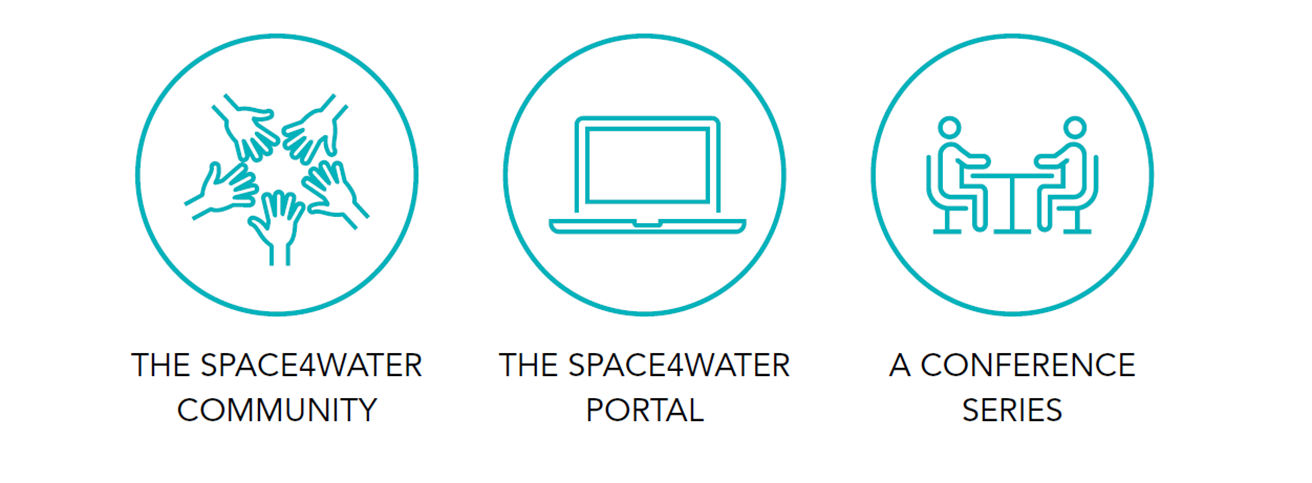 THE SPACE4WATER
COMMUNITY
THE SPACE4WATER
PORTAL
A CONFERENCE
SERIES